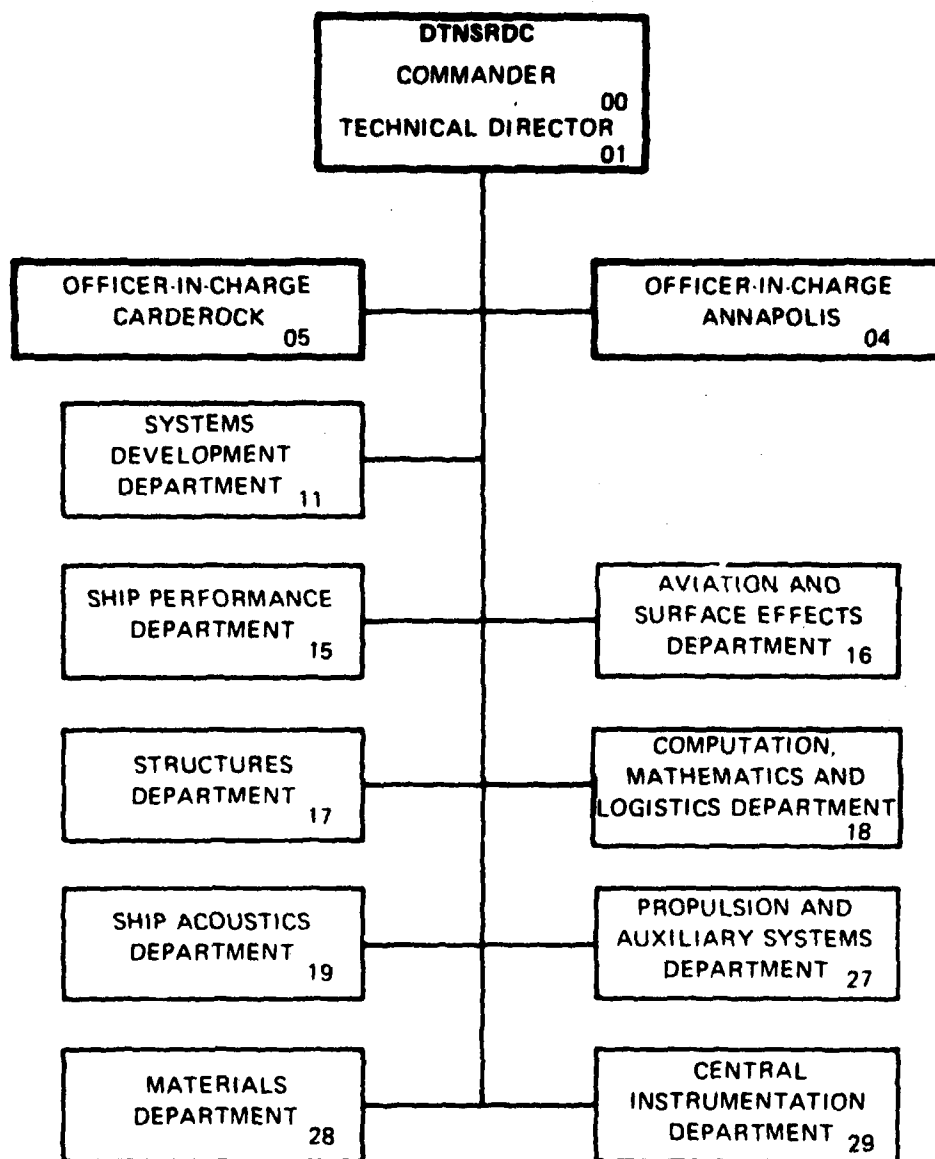 DTNSRDC
COMMANDER
00
TECHNICAL DIRECTOR
01
OFFICER-IN-CHARGE
CARDEROCK
05
OFFICER-IN-CHARGE
ANNAPOLIS
04
SYSTEMS
DEVELOPMENT
DEPARTMENT
11
SHIP PERFORMANCE
DEPARTMENT
15
AVIATION AND
SURFACE EFFECTS
DEPARTMENT
16
STRUCTURES
DEPARTMENT
17
COMPUTATION,
MATHEMATICS AND
LOGISTICS DEPARTMENT
18
SHIP ACOUSTICS
DEPARTMENT
19
PROPULSION AND
AUXILIARY SYSTEMS
DEPARTMENT
27
MATERIALS
DEPARTMENT
28
CENTRAL
INSTRUMENTATION
DEPARTMENT
29